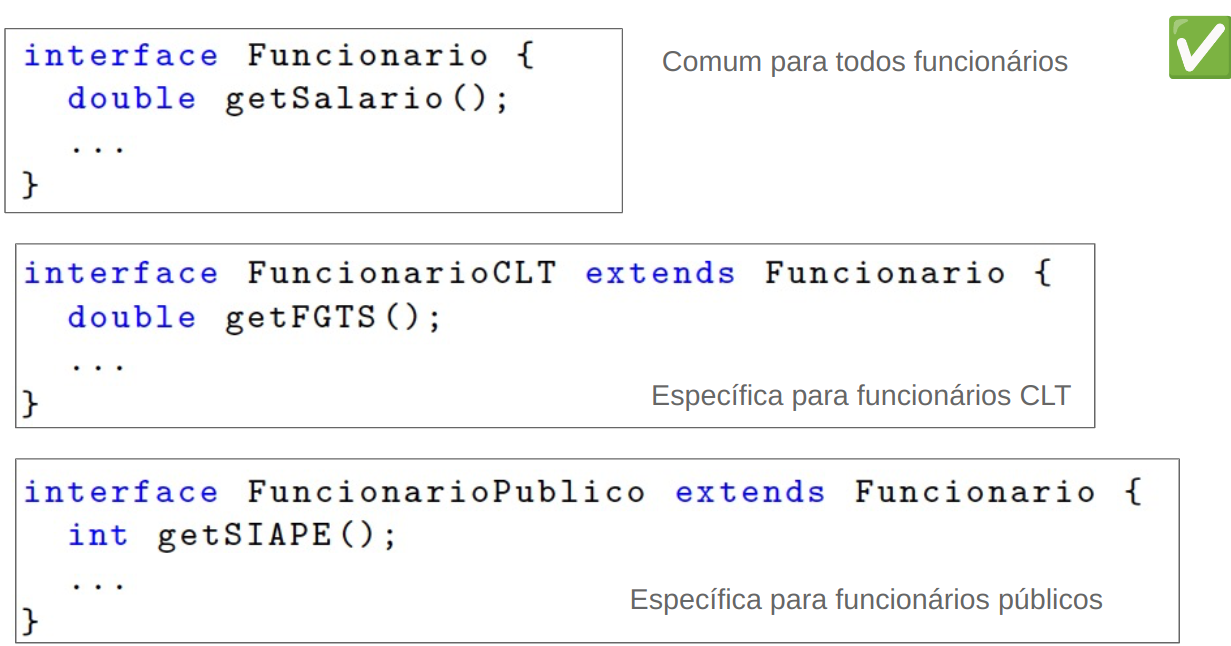 interface Funcionario {
Comum para todos funcionários
double getSalario();
...
}
interface FuncionarioCLT extends Funcionario {
double getFGTS();
...
Específica para funcionários CLT
}
interface FuncionarioPublico extends Funcionario {
int getSIAPE();
...
Específica para funcionários públicos
}